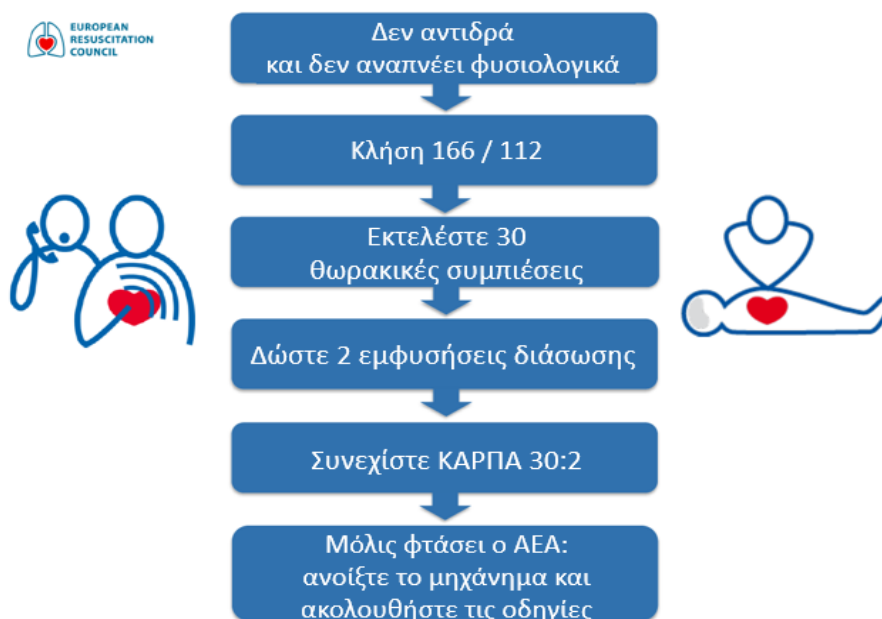 EUROPEAN
RESUSCITATION
COUNCIL
Δεν αντιδρά
και δεν αναπνέει φυσιολογικά
Κλήση 166 / 112
Εκτελέστε 30
θωρακικές συμπιέσεις
Δώστε 2 εμφυσήσεις διάσωσης
Συνεχίστε ΚΑΡΠΑ 30:2
Μόλις φτάσει ο ΑΕΑ:
ανοίξτε το μηχάνημα και
ακολουθήστε τις οδηγίες